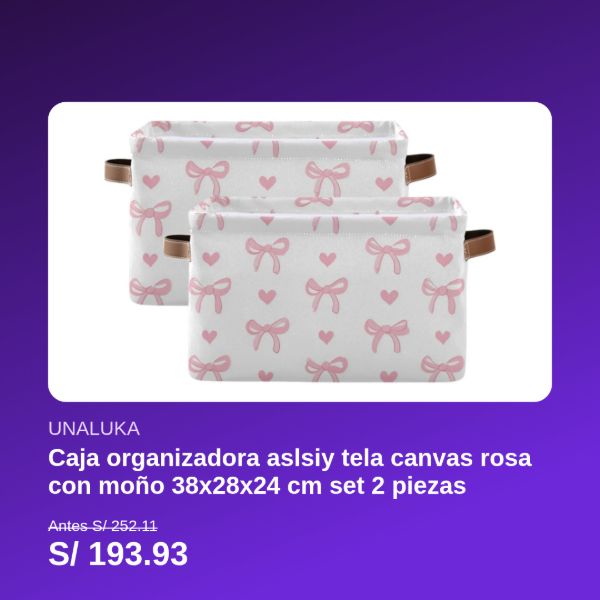 UNALUKA
Caja organizadora aslsiy tela canvas rosa
con moño 38x28x24 cm set 2 piezas
Antes S/ 252.11
S/ 193.93